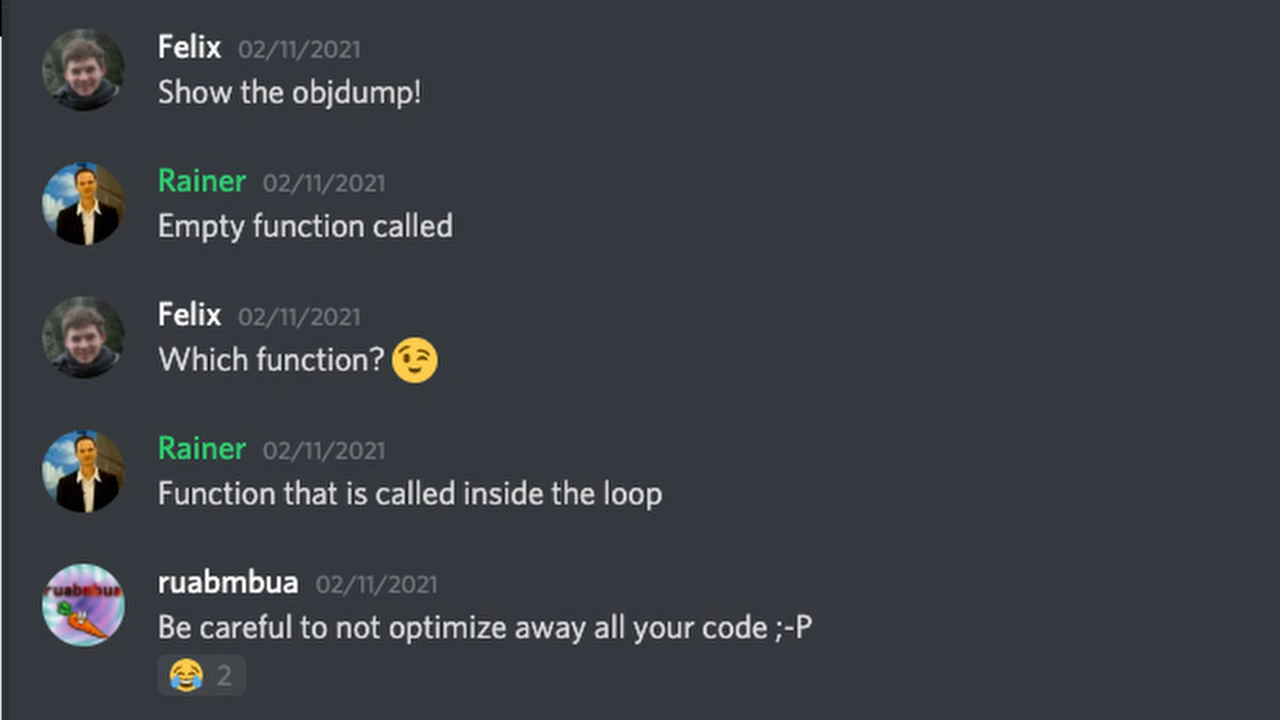 Felix 02/11/2021
Show the objdump!
Rainer 02/11/2021
Empty function called
Felix 02/11/2021
Which function? 😉
Rainer 02/11/2021
Function that is called inside the loop
ruabmbua
ruabmbua 02/11/2021
Be careful to not optimize away all your code ;-P
😂 2